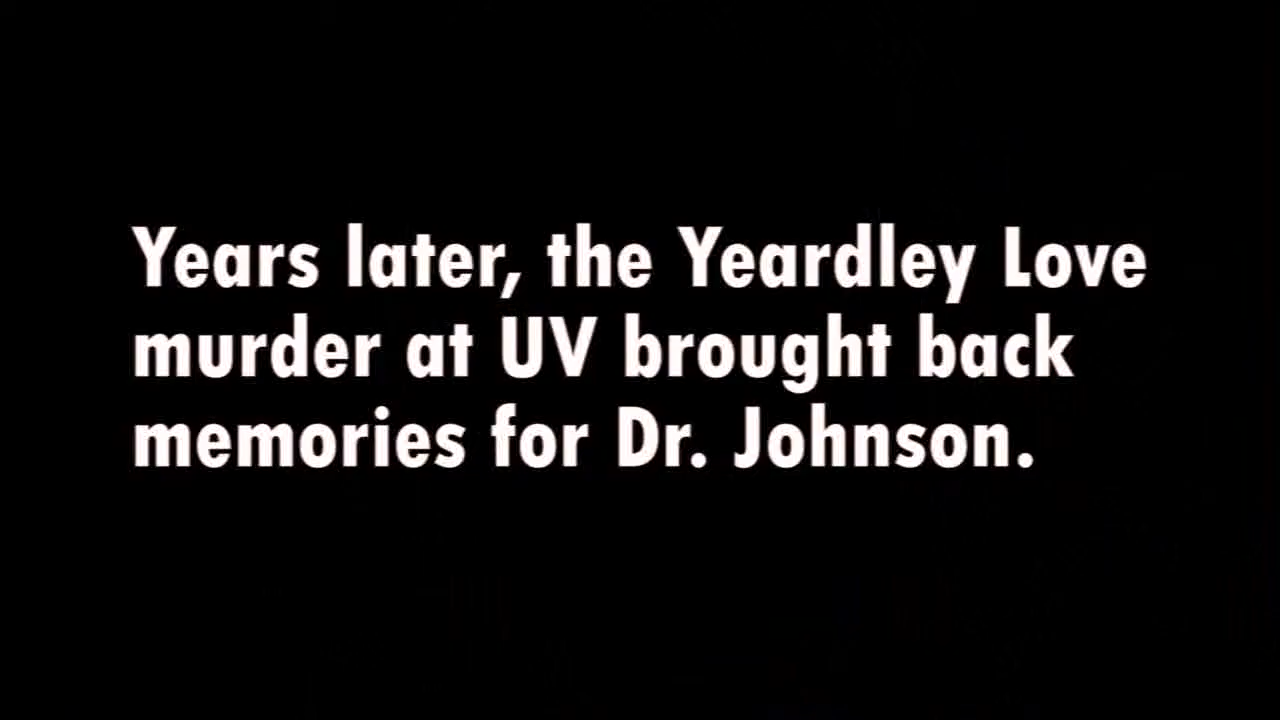 Years later, the Yeardley Love
murder at UV brought back
memories for Dr. Johnson.